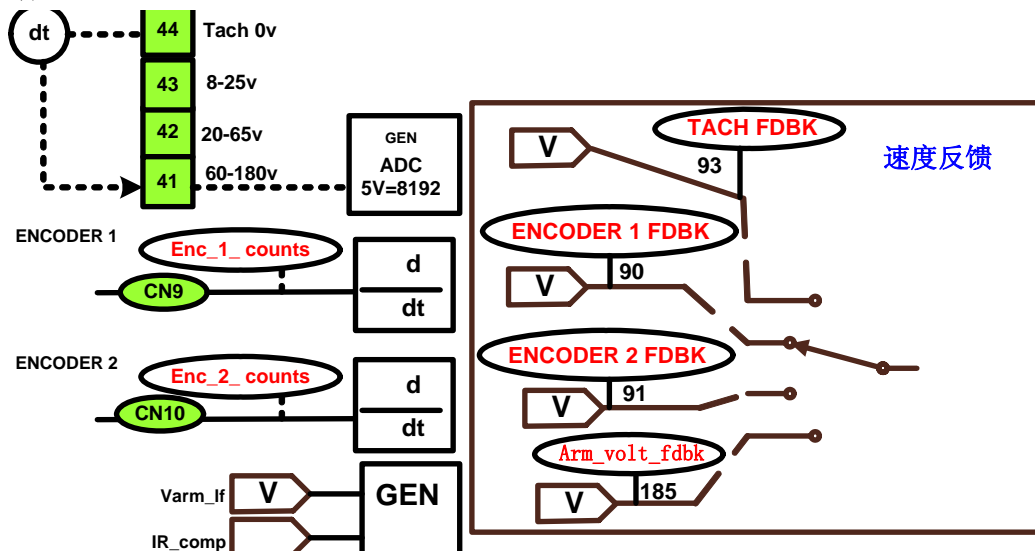 dt
44
Tach 0v
43
8-25v
42
20-65v
41
60-180v
GEN
ADC
5V=8192
ENCODER 1
Enc_1_ counts
CN9
d
dt
ENCODER 2
Enc_2_ counts
CN10
d
dt
Varm_lf
V
GEN
IR_comp
TACH FDBK
V
93
速度反馈
ENCODER 1 FDBK
V
90
ENCODER 2 FDBK
V
91
Arm_volt_fdbk
V
185